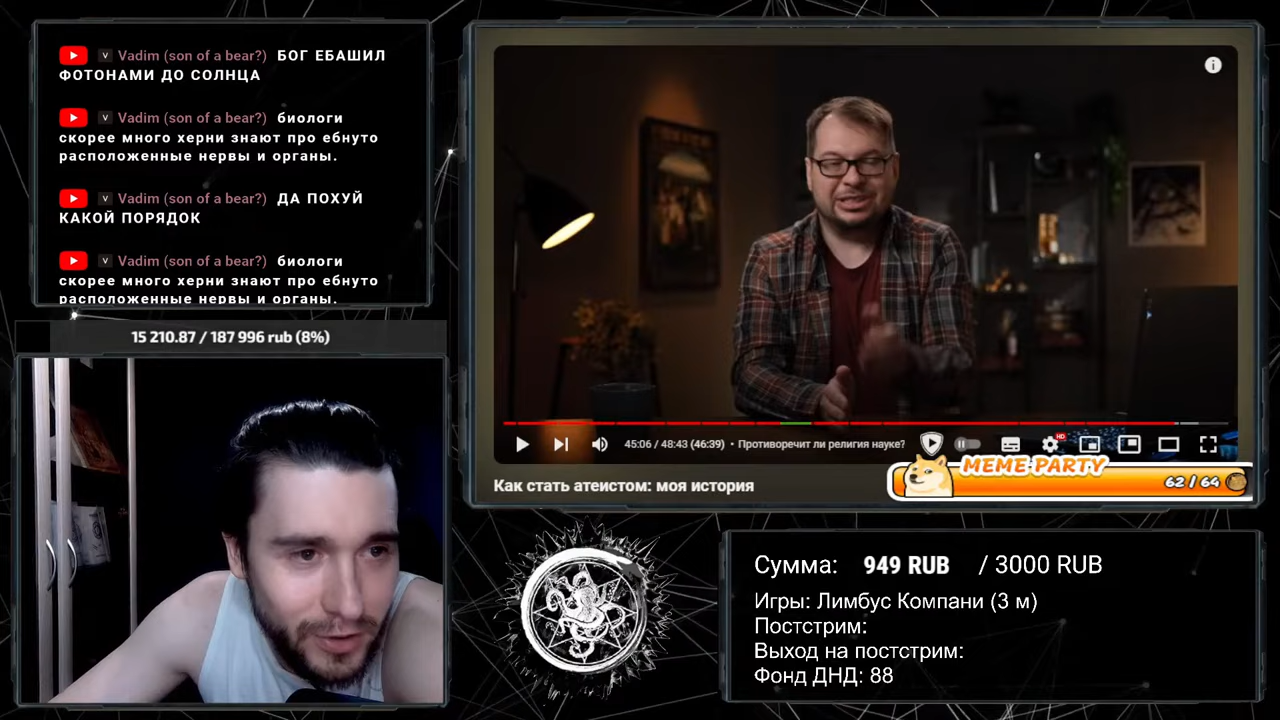 V Vadim (son of a bear?) БОГ ЕБАШИЛ
ФОТОНАМИ ДО СОЛНЦА
V Vadim (son of a bear?) биологи
скорее много херни знают про ебнуто
расположенные нервы и органы.
V Vadim (son of a bear?) ДА ПОХУЙ
КАКОЙ ПОРЯДОК
V Vadim (son of a bear?) биологи
скорее много херни знают про ебнуто
расположенные нервы и органы.
15 210.87 / 187 996 rub (8%)
45:06 / 48:43 (46:39) • Противоречит ли религия науке?
HD
Как стать атеистом: моя история
MEME PARTY
62 / 64
Сумма: 949 RUB / 3000 RUB
Игры: Лимбус Компани (3 м)
Постстрим:
Выход на постстрим:
Фонд ДНД: 88